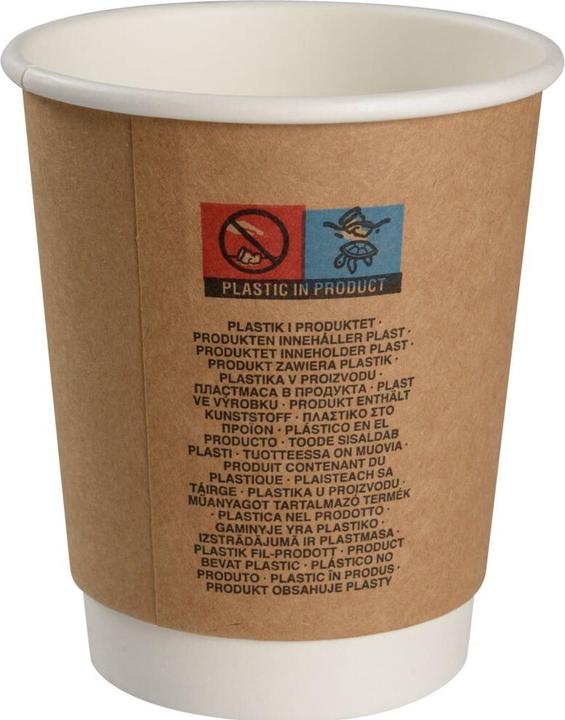 PLASTIC IN PRODUCT
PLASTIK I PRODUKTET ·
PRODUKTEN INNEHÅLLER PLAST ·
PRODUKTET INNEHOLDER PLAST ·
PRODUKT ZAWIERA PLASTIK ·
PLASTIKA V PROIZVODU ·
ПЛАСТМАСА В ПРОДУКТА · PLAST
VE VÝROBKU · PRODUKT ENTHÄLT
KUNSTSTOFF · ΠΛΑΣΤΙΚΟ ΣΤΟ
ΠΡΟΪΟΝ · PLÁSTICO EN EL
PRODUCTO · TOODE SISALDAB
PLASTI · TUOTTEESSA ON MUOVIA ·
PRODUIT CONTENANT DU
PLASTIQUE · PLAISTEACH SA
TÁIRGE · PLASTIKA U PROIZVODU ·
MŰANYAGOT TARTALMAZÓ TERMÉK
· PLASTICA NEL PRODOTTO ·
GAMINYJE YRA PLASTIKO ·
IZSTRĀDĀJUMĀ IR PLASTMASA ·
PLASTIK FIL-PRODOTT · PRODUCT
BEVAT PLASTIC · PLÁSTICO NO
PRODUTO · PLASTIC ÎN PRODUS ·
PRODUKT OBSAHUJE PLASTY